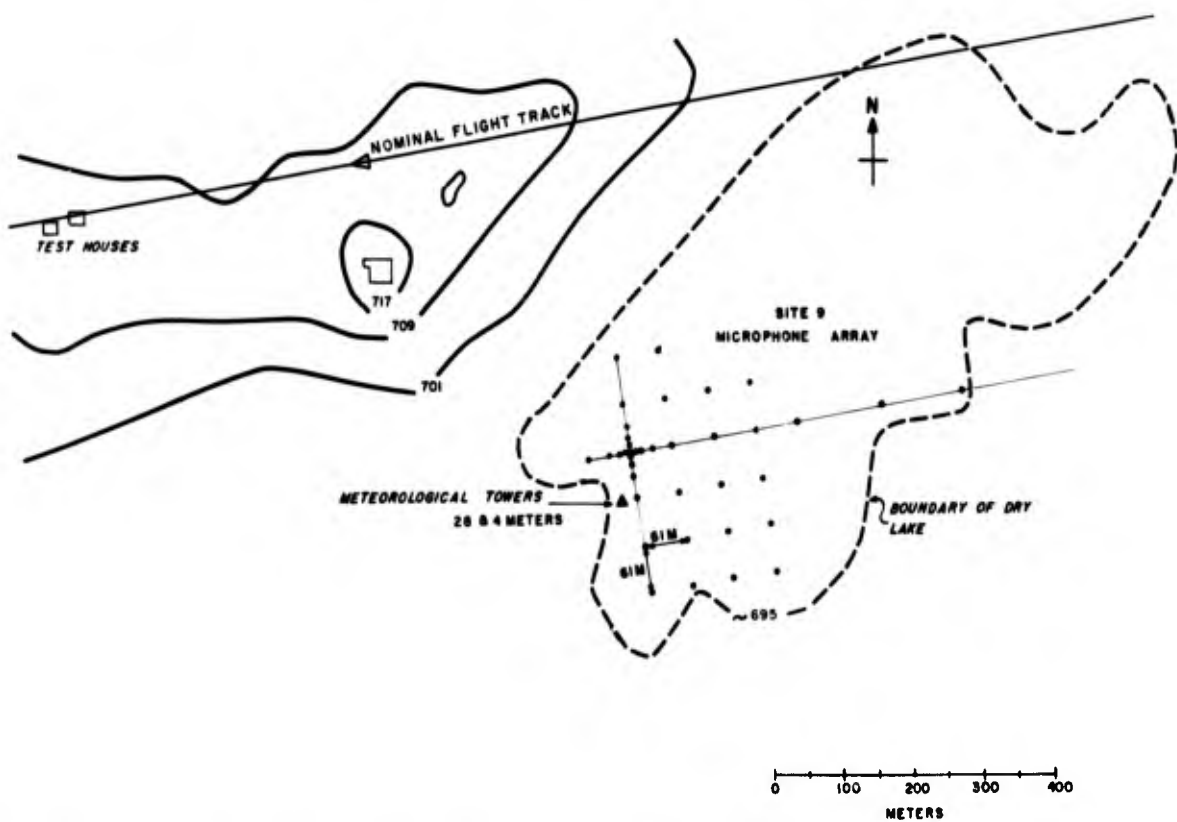 N
NOMINAL FLIGHT TRACK
TEST HOUSES
717
709
701
SITE 9
MICROPHONE ARRAY
METEOROLOGICAL TOWERS
28 & 4 METERS
BOUNDARY OF DRY
LAKE
61M
61M
~695
0 100 200 300 400
METERS